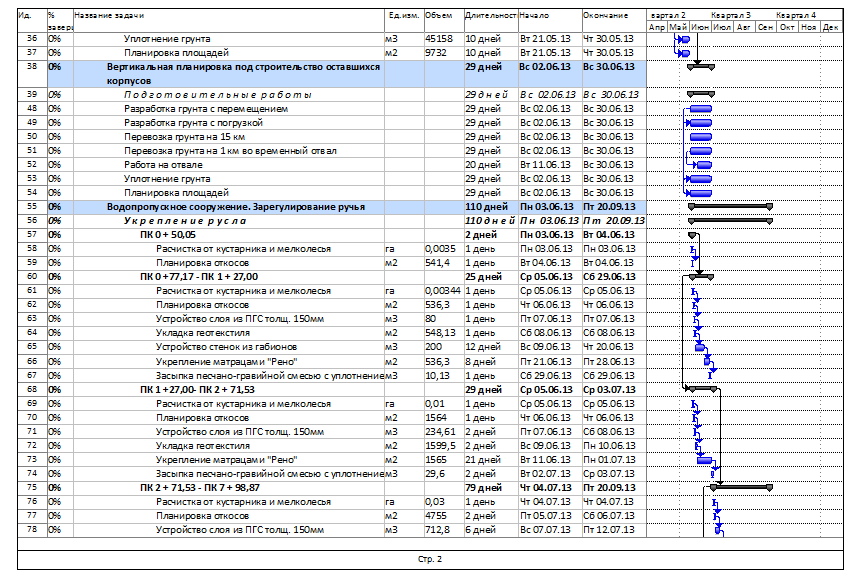 Ид. % заверш Название задачи Ед.изм. Объем Длительност Начало Окончание вартал 2 Квартал 3 Квартал 4
Апр Май Июн Июл Авг Сен Окт Ноя Дек
36 0% Уплотнение грунта м3 45158 10 дней Вт 21.05.13 Чт 30.05.13
37 0% Планировка площадей м2 9732 10 дней Вт 21.05.13 Чт 30.05.13
38 0% Вертикальная планировка под строительство оставшихся 29 дней Вс 02.06.13 Вс 30.06.13
корпусов
39 0% Подготовительные работы 29 дней Вс 02.06.13 Вс 30.06.13
48 0% Разработка грунта с перемещением 29 дней Вс 02.06.13 Вс 30.06.13
49 0% Разработка грунта с погрузкой 29 дней Вс 02.06.13 Вс 30.06.13
50 0% Перевозка грунта на 15 км 29 дней Вс 02.06.13 Вс 30.06.13
51 0% Перевозка грунта на 1 км во временный отвал 29 дней Вс 02.06.13 Вс 30.06.13
52 0% Работа на отвале 20 дней Вт 11.06.13 Вс 30.06.13
53 0% Уплотнение грунта 29 дней Вс 02.06.13 Вс 30.06.13
54 0% Планировка площадей 29 дней Вс 02.06.13 Вс 30.06.13
55 0% Водопропускное сооружение. Зарегулирование ручья 110 дней Пн 03.06.13 Пт 20.09.13
56 0% Укрепление русла 110 дней Пн 03.06.13 Пт 20.09.13
57 0% ПК 0 + 50,05 2 дней Пн 03.06.13 Вт 04.06.13
58 0% Расчистка от кустарника и мелколесья га 0,0035 1 день Пн 03.06.13 Пн 03.06.13
59 0% Планировка откосов м2 541,4 1 день Вт 04.06.13 Вт 04.06.13
60 0% ПК 0 +77,17 - ПК 1 + 27,00 25 дней Ср 05.06.13 Сб 29.06.13
61 0% Расчистка от кустарника и мелколесья га 0,00344 1 день Ср 05.06.13 Ср 05.06.13
62 0% Планировка откосов м2 536,3 1 день Чт 06.06.13 Чт 06.06.13
63 0% Устройство слоя из ПГС толщ. 150мм м3 80 1 день Пт 07.06.13 Пт 07.06.13
64 0% Укладка геотекстиля м2 548,13 1 день Сб 08.06.13 Сб 08.06.13
65 0% Устройство стенок из габионов м3 200 12 дней Вс 09.06.13 Чт 20.06.13
66 0% Укрепление матрацами "Рено" м2 536,3 8 дней Пт 21.06.13 Пт 28.06.13
67 0% Засыпка песчано-гравийной смесью с уплотнение м3 10,13 1 день Сб 29.06.13 Сб 29.06.13
68 0% ПК 1 +27,00- ПК 2 + 71,53 29 дней Ср 05.06.13 Ср 03.07.13
69 0% Расчистка от кустарника и мелколесья га 0,01 1 день Ср 05.06.13 Ср 05.06.13
70 0% Планировка откосов м2 1564 1 день Чт 06.06.13 Чт 06.06.13
71 0% Устройство слоя из ПГС толщ. 150мм м3 234,61 2 дней Пт 07.06.13 Сб 08.06.13
72 0% Укладка геотекстиля м2 1599,5 2 дней Вс 09.06.13 Пн 10.06.13
73 0% Укрепление матрацами "Рено" м2 1565 21 дней Вт 11.06.13 Пн 01.07.13
74 0% Засыпка песчано-гравийной смесью с уплотнение м3 29,6 2 дней Вт 02.07.13 Ср 03.07.13
75 0% ПК 2 + 71,53 - ПК 7 + 98,87 79 дней Чт 04.07.13 Пт 20.09.13
76 0% Расчистка от кустарника и мелколесья га 0,03 1 день Чт 04.07.13 Чт 04.07.13
77 0% Планировка откосов м2 4755 2 дней Пт 05.07.13 Сб 06.07.13
78 0% Устройство слоя из ПГС толщ. 150мм м3 712,8 6 дней Вс 07.07.13 Пт 12.07.13
Стр. 2